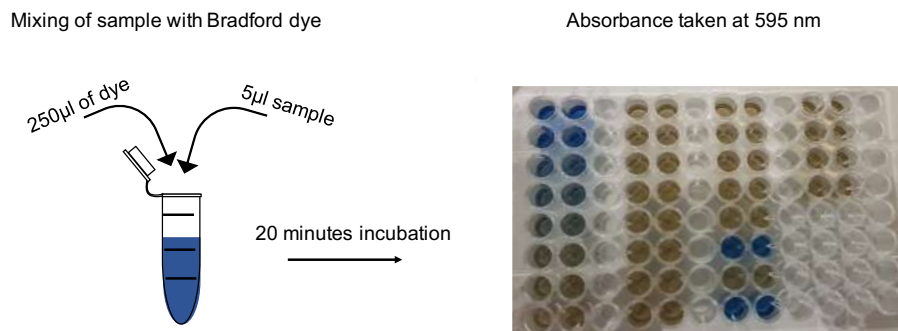 Mixing of sample with Bradford dye
Absorbance taken at 595 nm
250µl of dye
5µl sample
20 minutes incubation